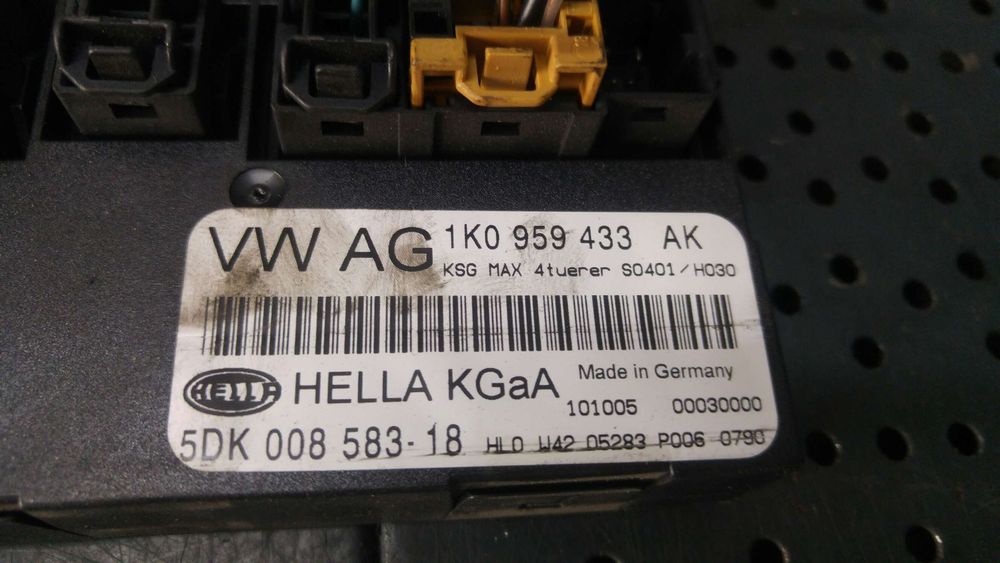 VW AG 1K0 959 433 AK
KSG MAX 4tuerer S0401/H030
HELLA HELLA KGaA Made in Germany
101005 00030000
5DK 008 583-18 HLO W42 05283 P006 0790